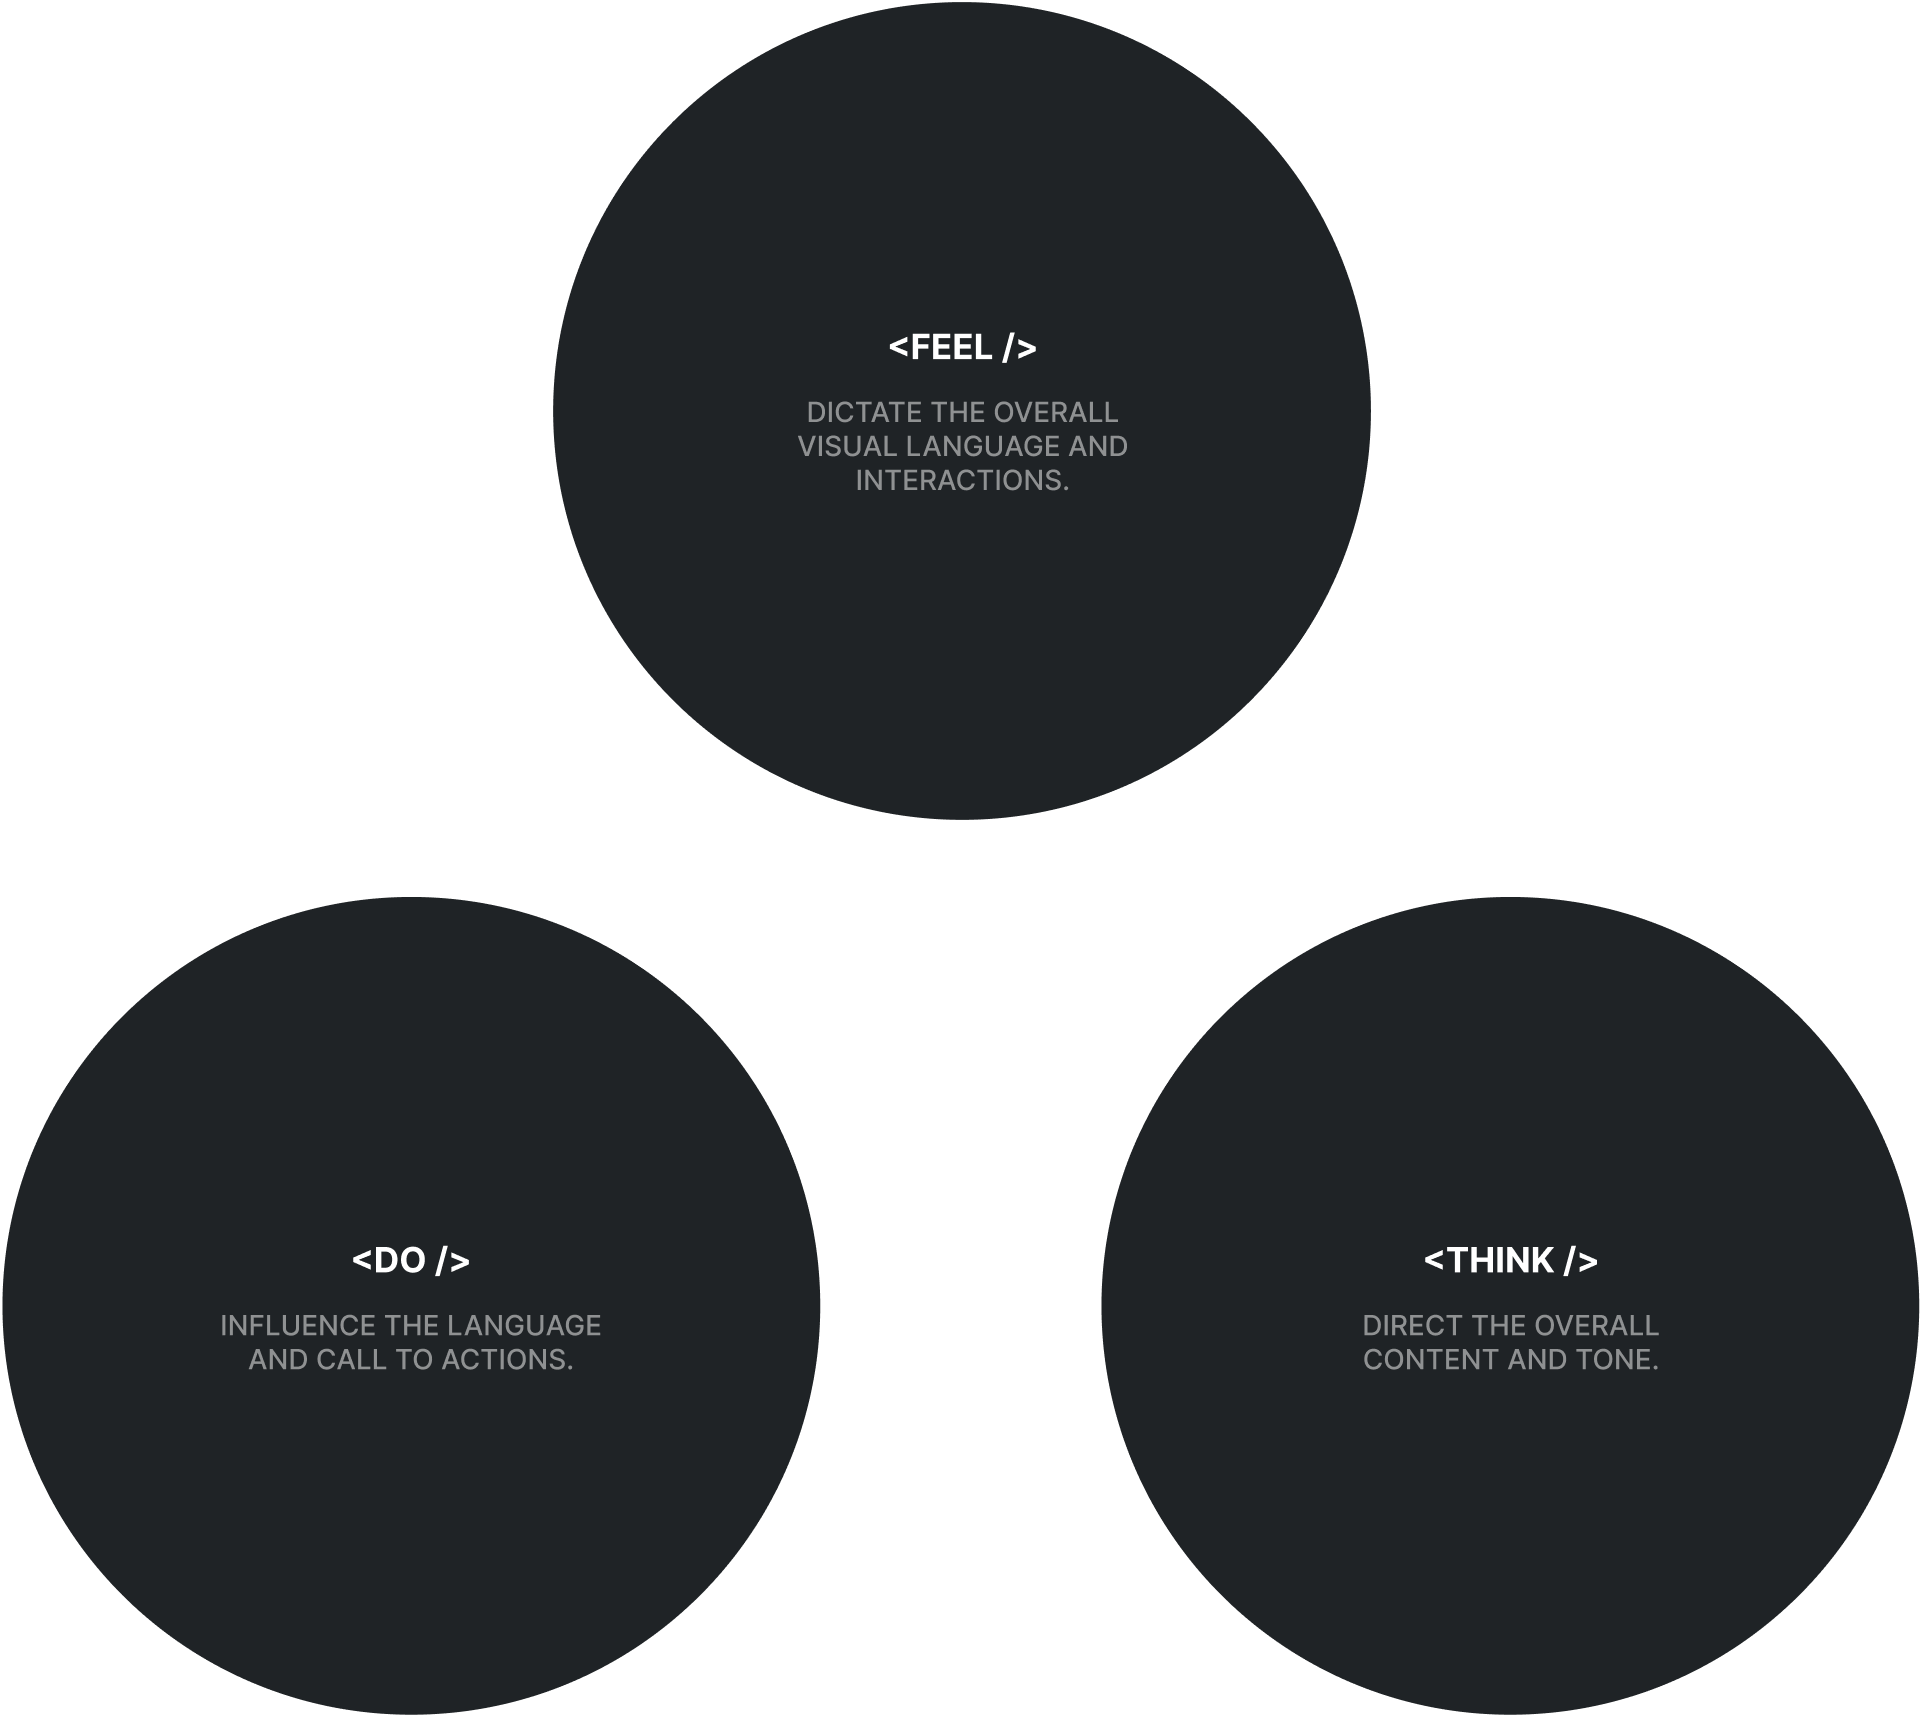 <FEEL />
DICTATE THE OVERALL
VISUAL LANGUAGE AND
INTERACTIONS.
<DO />
INFLUENCE THE LANGUAGE
AND CALL TO ACTIONS.
<THINK />
DIRECT THE OVERALL
CONTENT AND TONE.